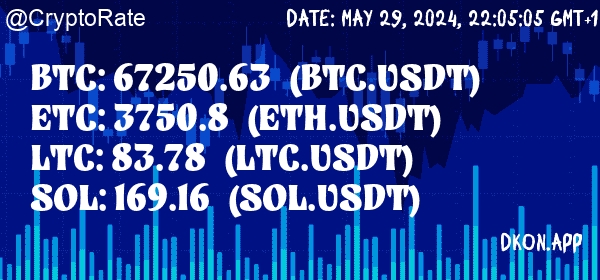 @CryptoRate
DATE: MAY 29, 2024, 22:05:05 GMT+1
BTC: 67250.63 (BTC.USDT)
ETC: 3750.8 (ETH.USDT)
LTC: 83.78 (LTC.USDT)
SOL: 169.16 (SOL.USDT)
DKON.APP